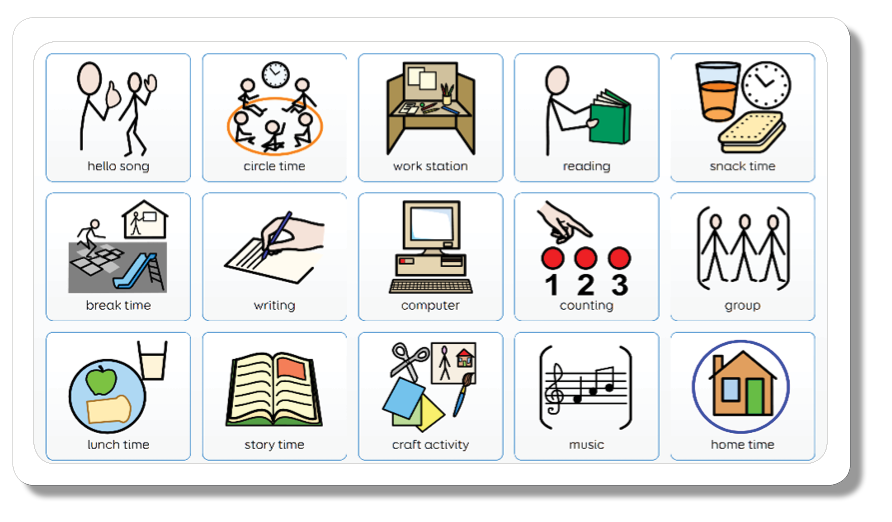 hello song
circle time
work station
reading
snack time
break time
writing
computer
1 2 3
counting
group
lunch time
story time
craft activity
music
home time